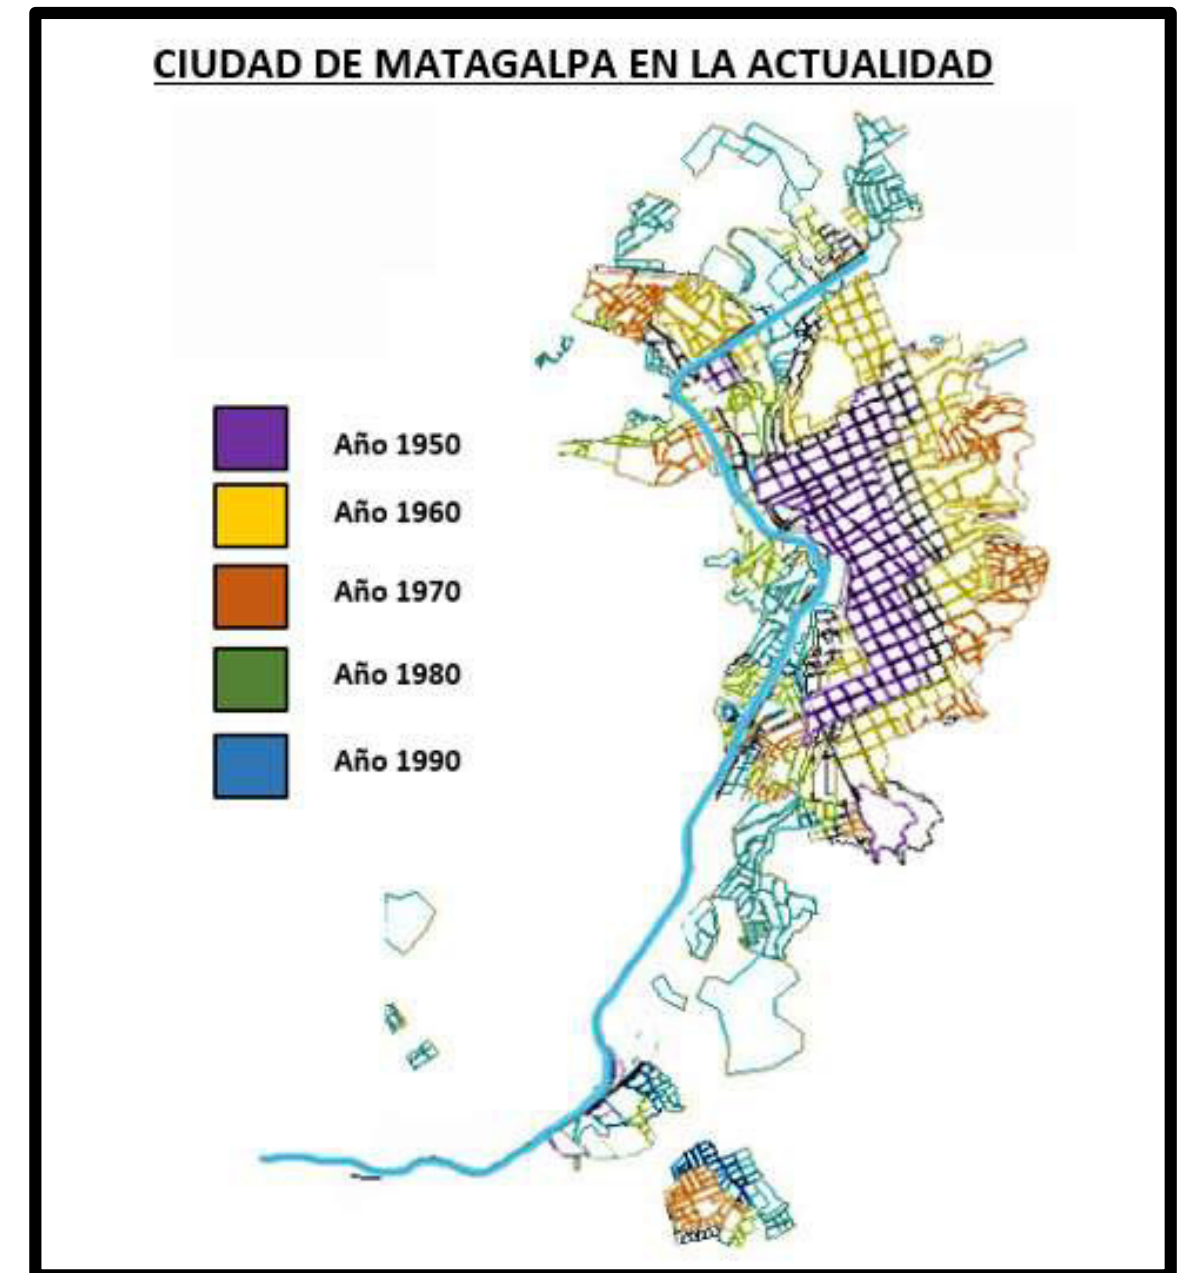 CIUDAD DE MATAGALPA EN LA ACTUALIDAD
Año 1950
Año 1960
Año 1970
Año 1980
Año 1990